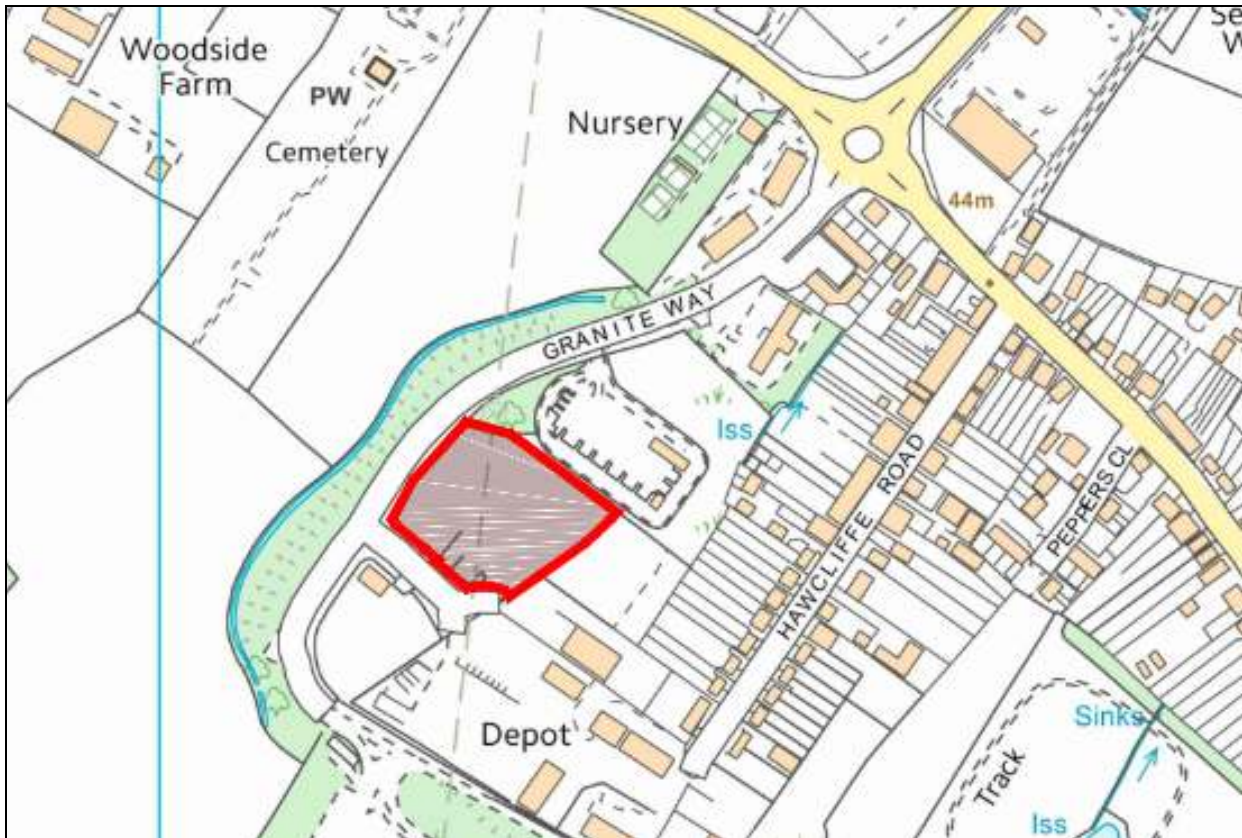 Woodside
Farm
PW
Cemetery
Nursery
44m
GRANITE WAY
Iss
HAWCLIFFE ROAD
PEPPERS CL
Depot
Sinks
Track
Iss